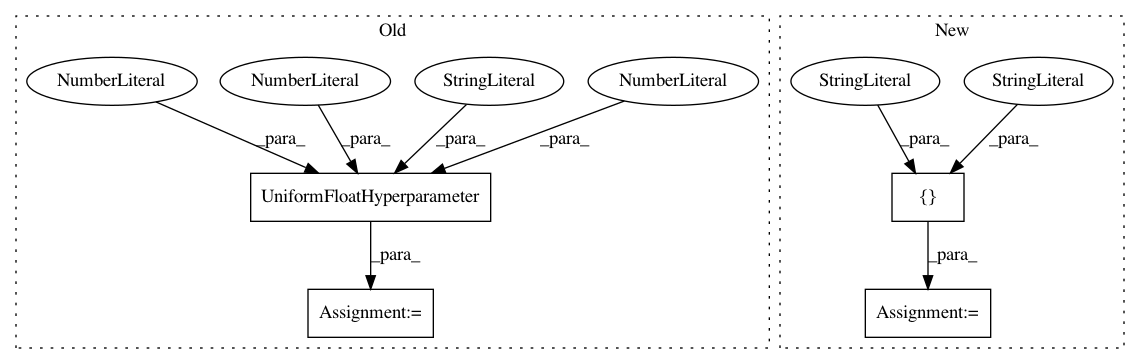 Old
New
NumberLiteral
NumberLiteral
StringLiteral
NumberLiteral
StringLiteral
StringLiteral
_para_
_para_
_para_
_para_
_para_
_para_
UniformFloatHyperparameter
{}
_para_
_para_
Assignment:=
Assignment:=